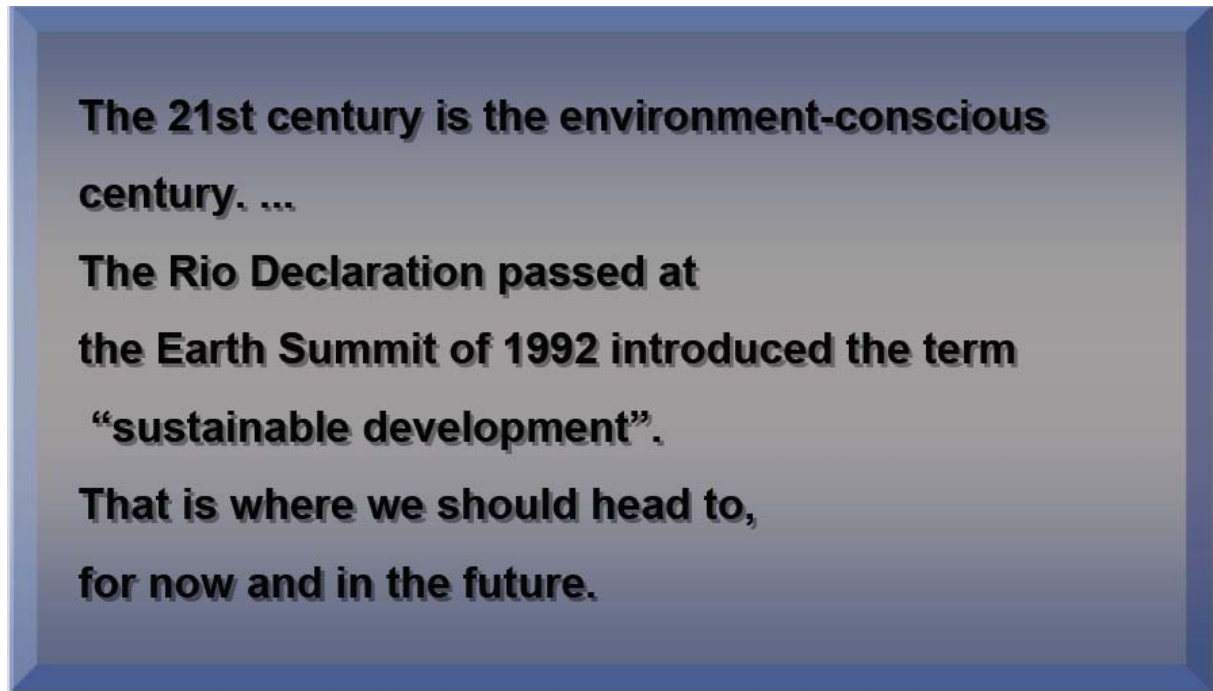 The 21st century is the environment-conscious
century. ...
The Rio Declaration passed at
the Earth Summit of 1992 introduced the term
“sustainable development”.
That is where we should head to,
for now and in the future.